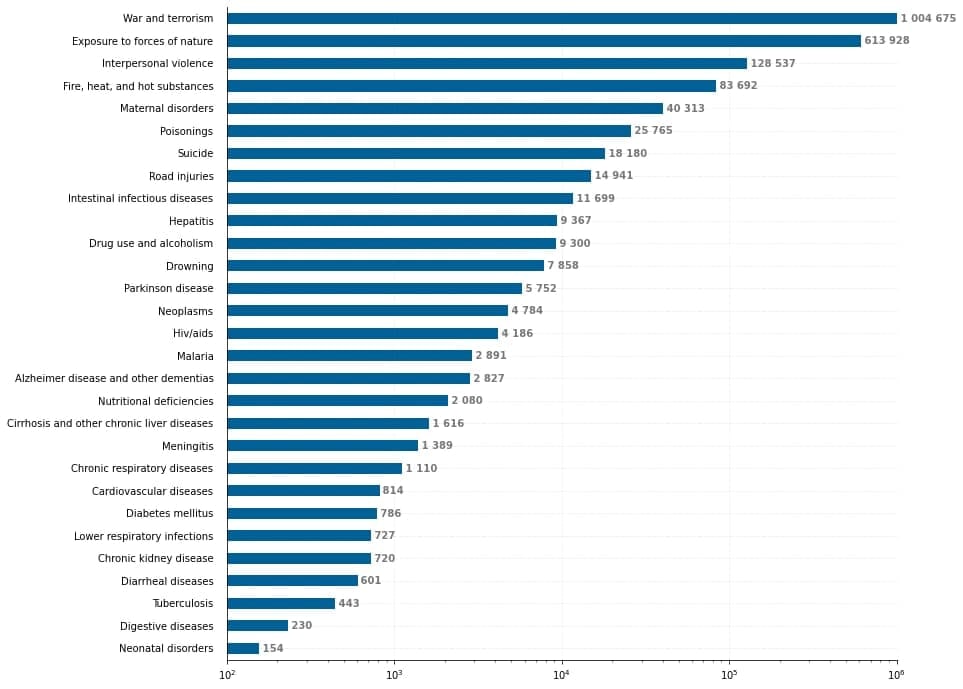 War and terrorism 1 004 675
Exposure to forces of nature 613 928
Interpersonal violence 128 537
Fire, heat, and hot substances 83 692
Maternal disorders 40 313
Poisonings 25 765
Suicide 18 180
Road injuries 14 941
Intestinal infectious diseases 11 699
Hepatitis 9 367
Drug use and alcoholism 9 300
Drowning 7 858
Parkinson disease 5 752
Neoplasms 4 784
Hiv/aids 4 186
Malaria 2 891
Alzheimer disease and other dementias 2 827
Nutritional deficiencies 2 080
Cirrhosis and other chronic liver diseases 1 616
Meningitis 1 389
Chronic respiratory diseases 1 110
Cardiovascular diseases 814
Diabetes mellitus 786
Lower respiratory infections 727
Chronic kidney disease 720
Diarrheal diseases 601
Tuberculosis 443
Digestive diseases 230
Neonatal disorders 154
10² 10³ 10⁴ 10⁵ 10⁶